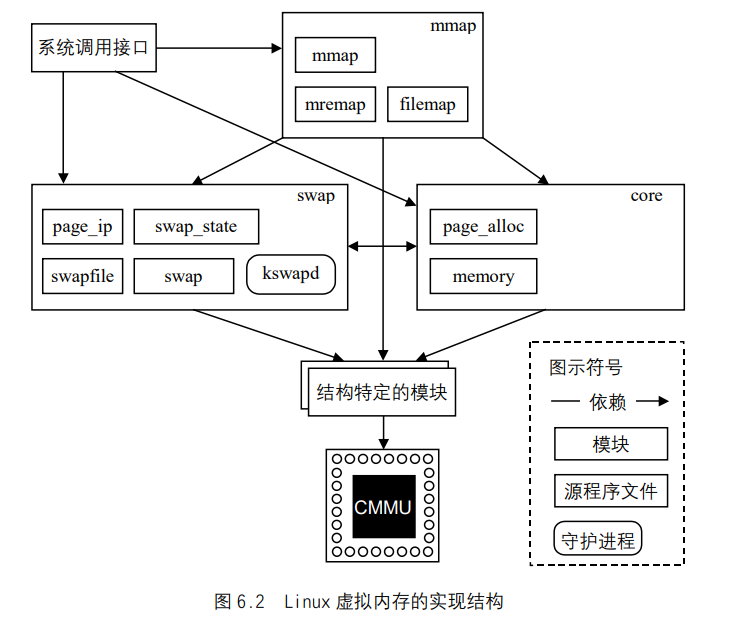 系统调用接口
mmap
mmap
mremap
filemap
swap
page_ip
swap_state
swapfile
swap
kswapd
core
page_alloc
memory
结构特定的模块
CMMU
图示符号
依赖
模块
源程序文件
守护进程
图 6.2 Linux 虚拟内存的实现结构